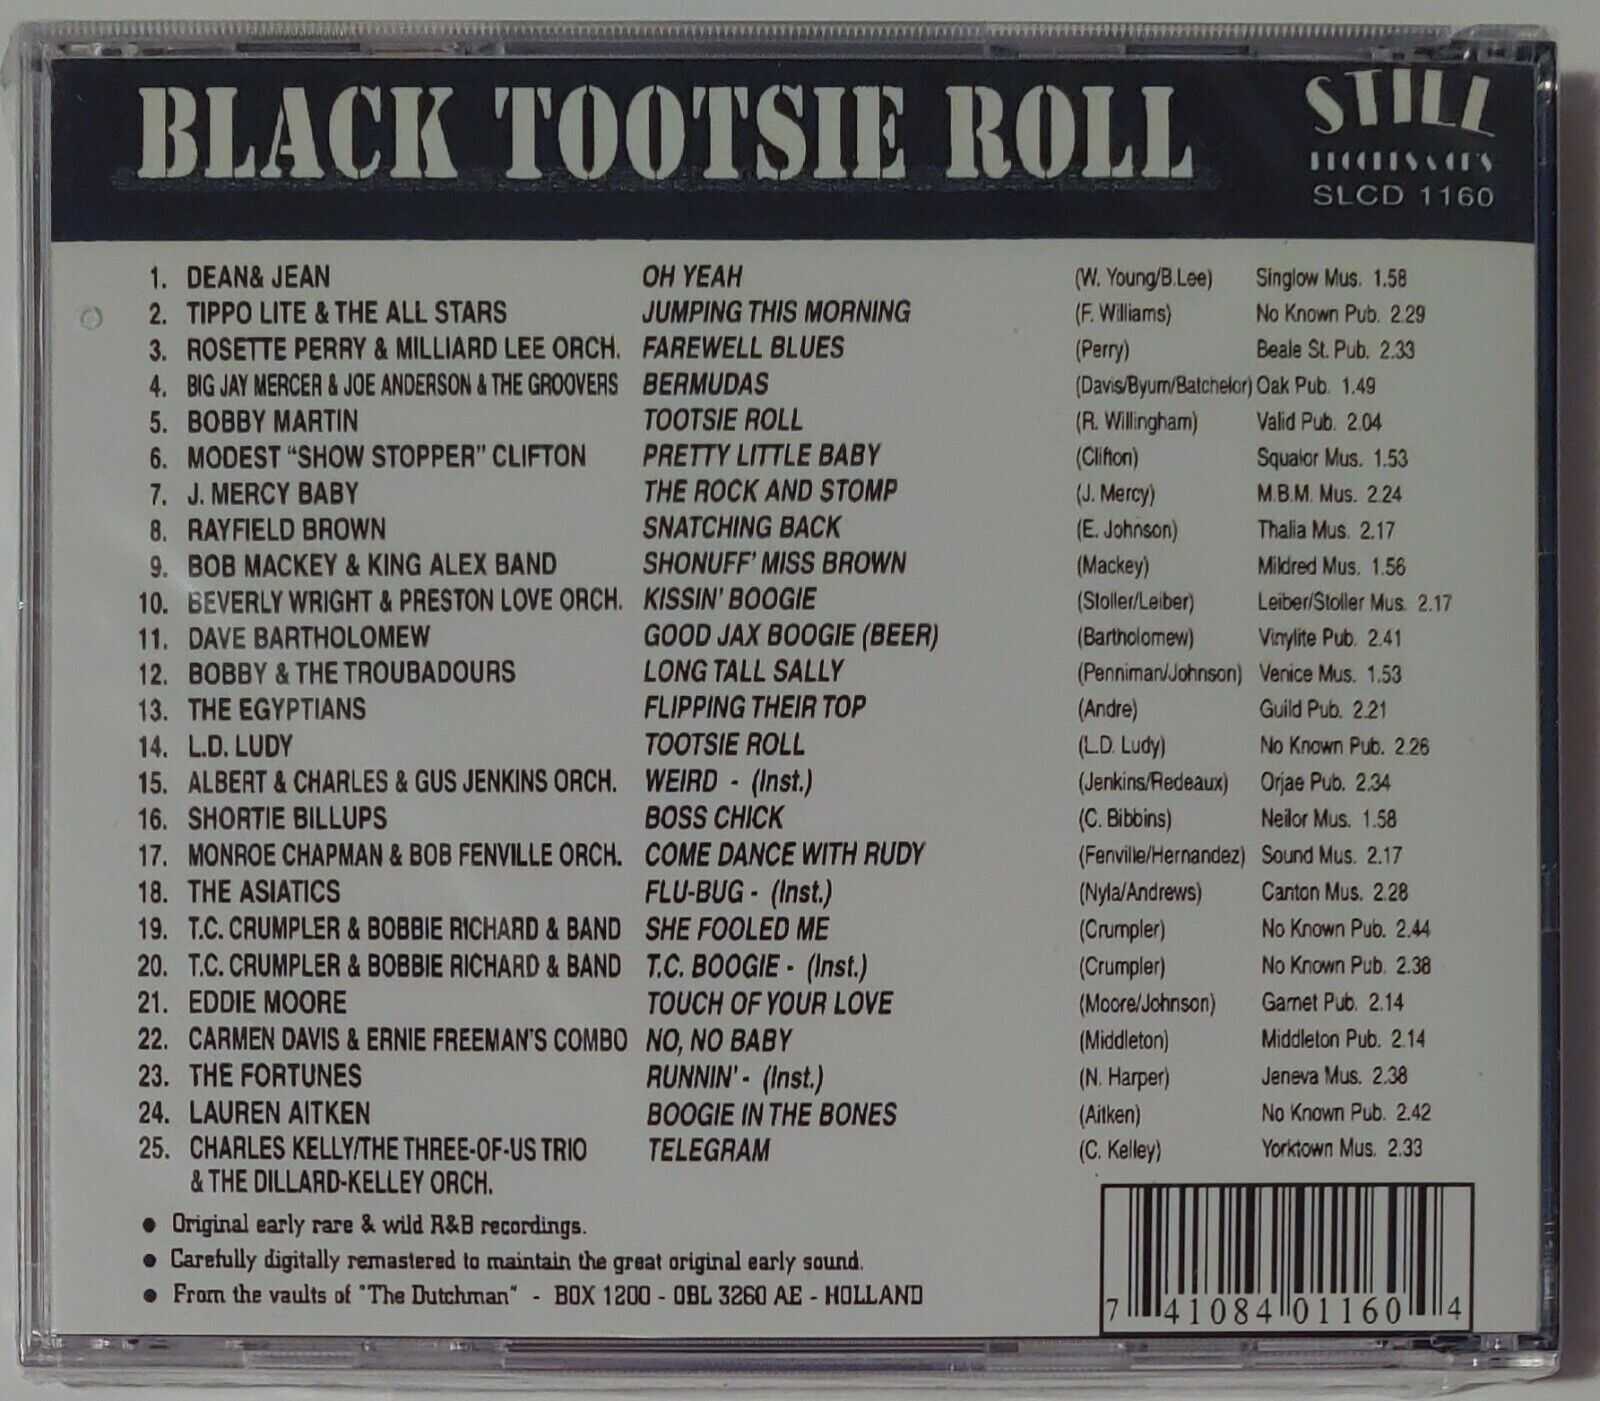 BLACK TOOTSIE ROLL
STILL
SLCD 1160
1. DEAN& JEAN OH YEAH (W. Young/B.Lee) Singlow Mus. 1.58
2. TIPPO LITE & THE ALL STARS JUMPING THIS MORNING (F. Williams) No Known Pub. 2.29
3. ROSETTE PERRY & MILLIARD LEE ORCH. FAREWELL BLUES (Perry) Beale St. Pub. 2.33
4. BIG JAY MERCER & JOE ANDERSON & THE GROOVERS BERMUDAS (Davis/Byum/Batchelor) Oak Pub. 1.49
5. BOBBY MARTIN TOOTSIE ROLL (R. Willingham) Valid Pub. 2.04
6. MODEST "SHOW STOPPER" CLIFTON PRETTY LITTLE BABY (Clifton) Squalor Mus. 1.53
7. J. MERCY BABY THE ROCK AND STOMP (J. Mercy) M.B.M. Mus. 2.24
8. RAYFIELD BROWN SNATCHING BACK (E. Johnson) Thalia Mus. 2.17
9. BOB MACKEY & KING ALEX BAND SHONUFF' MISS BROWN (Mackey) Mildred Mus. 1.56
10. BEVERLY WRIGHT & PRESTON LOVE ORCH. KISSIN' BOOGIE (Stoller/Leiber) Leiber/Stoller Mus. 2.17
11. DAVE BARTHOLOMEW GOOD JAX BOOGIE (BEER) (Bartholomew) Vinylite Pub. 2.41
12. BOBBY & THE TROUBADOURS LONG TALL SALLY (Penniman/Johnson) Venice Mus. 1.53
13. THE EGYPTIANS FLIPPING THEIR TOP (Andre) Guild Pub. 2.21
14. L.D. LUDY TOOTSIE ROLL (L.D. Ludy) No Known Pub. 2.26
15. ALBERT & CHARLES & GUS JENKINS ORCH. WEIRD - (Inst.) (Jenkins/Redeaux) Orjae Pub. 2.34
16. SHORTIE BILLUPS BOSS CHICK (C. Bibbins) Neilor Mus. 1.58
17. MONROE CHAPMAN & BOB FENVILLE ORCH. COME DANCE WITH RUDY (Fenville/Hernandez) Sound Mus. 2.17
18. THE ASIATICS FLU-BUG - (Inst.) (Nyla/Andrews) Canton Mus. 2.28
19. T.C. CRUMPLER & BOBBIE RICHARD & BAND SHE FOOLED ME (Crumpler) No Known Pub. 2.44
20. T.C. CRUMPLER & BOBBIE RICHARD & BAND T.C. BOOGIE - (Inst.) (Crumpler) No Known Pub. 2.38
21. EDDIE MOORE TOUCH OF YOUR LOVE (Moore/Johnson) Garnet Pub. 2.14
22. CARMEN DAVIS & ERNIE FREEMAN'S COMBO NO, NO BABY (Middleton) Middleton Pub. 2.14
23. THE FORTUNES RUNNIN' - (Inst.) (N. Harper) Jeneva Mus. 2.38
24. LAUREN AITKEN BOOGIE IN THE BONES (Aitken) No Known Pub. 2.42
25. CHARLES KELLY/THE THREE-OF-US TRIO TELEGRAM (C. Kelley) Yorktown Mus. 2.33
& THE DILLARD-KELLEY ORCH.
● Original early rare & wild R&B recordings.
● Carefully digitally remastered to maintain the great original early sound.
● From the vaults of "The Dutchman" - BOX 1200 - OBL 3260 AE - HOLLAND
7 41084 01160 4